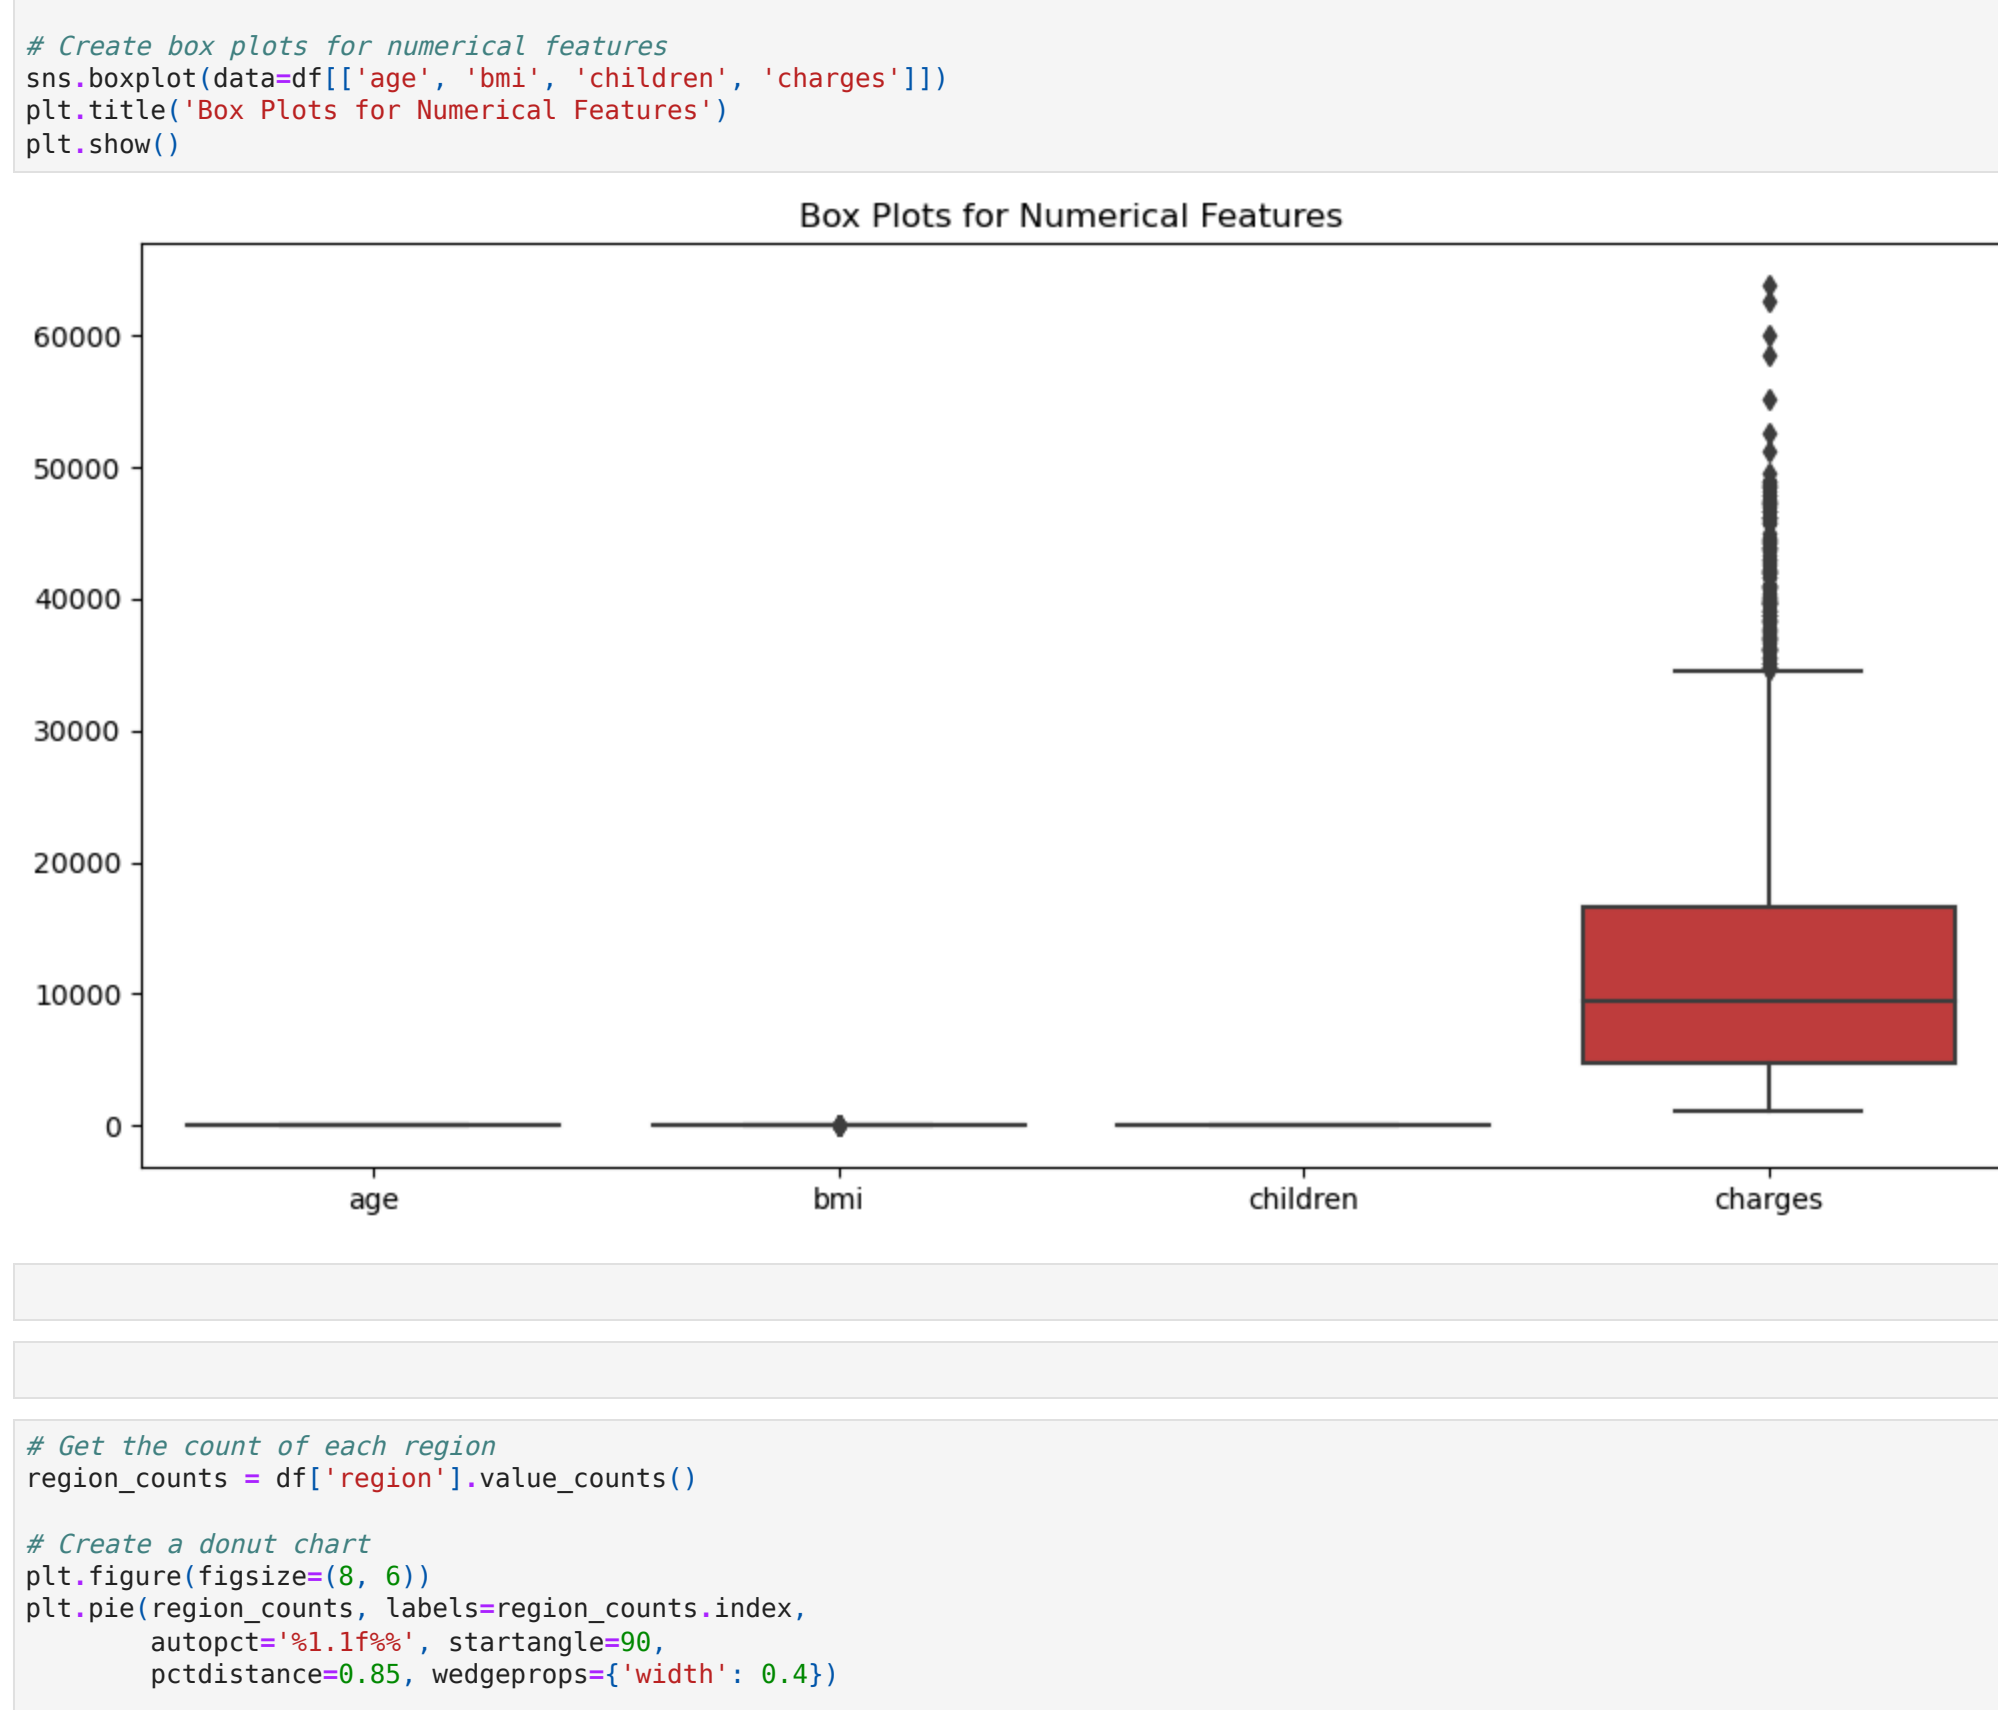 # Create box plots for numerical features
sns.boxplot(data=df[['age', 'bmi', 'children', 'charges']])
plt.title('Box Plots for Numerical Features')
plt.show()
Box Plots for Numerical Features
60000
50000
40000
30000
20000
10000
0
age bmi children charges
# Get the count of each region
region_counts = df['region'].value_counts()
# Create a donut chart
plt.figure(figsize=(8, 6))
plt.pie(region_counts, labels=region_counts.index,
        autopct='%1.1f%%', startangle=90,
        pctdistance=0.85, wedgeprops={'width': 0.4})